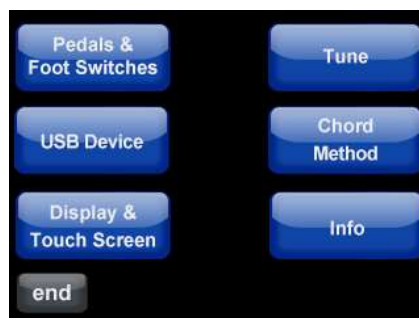 Pedals &
Foot Switches
Tune
USB Device
Chord
Method
Display &
Touch Screen
Info
end